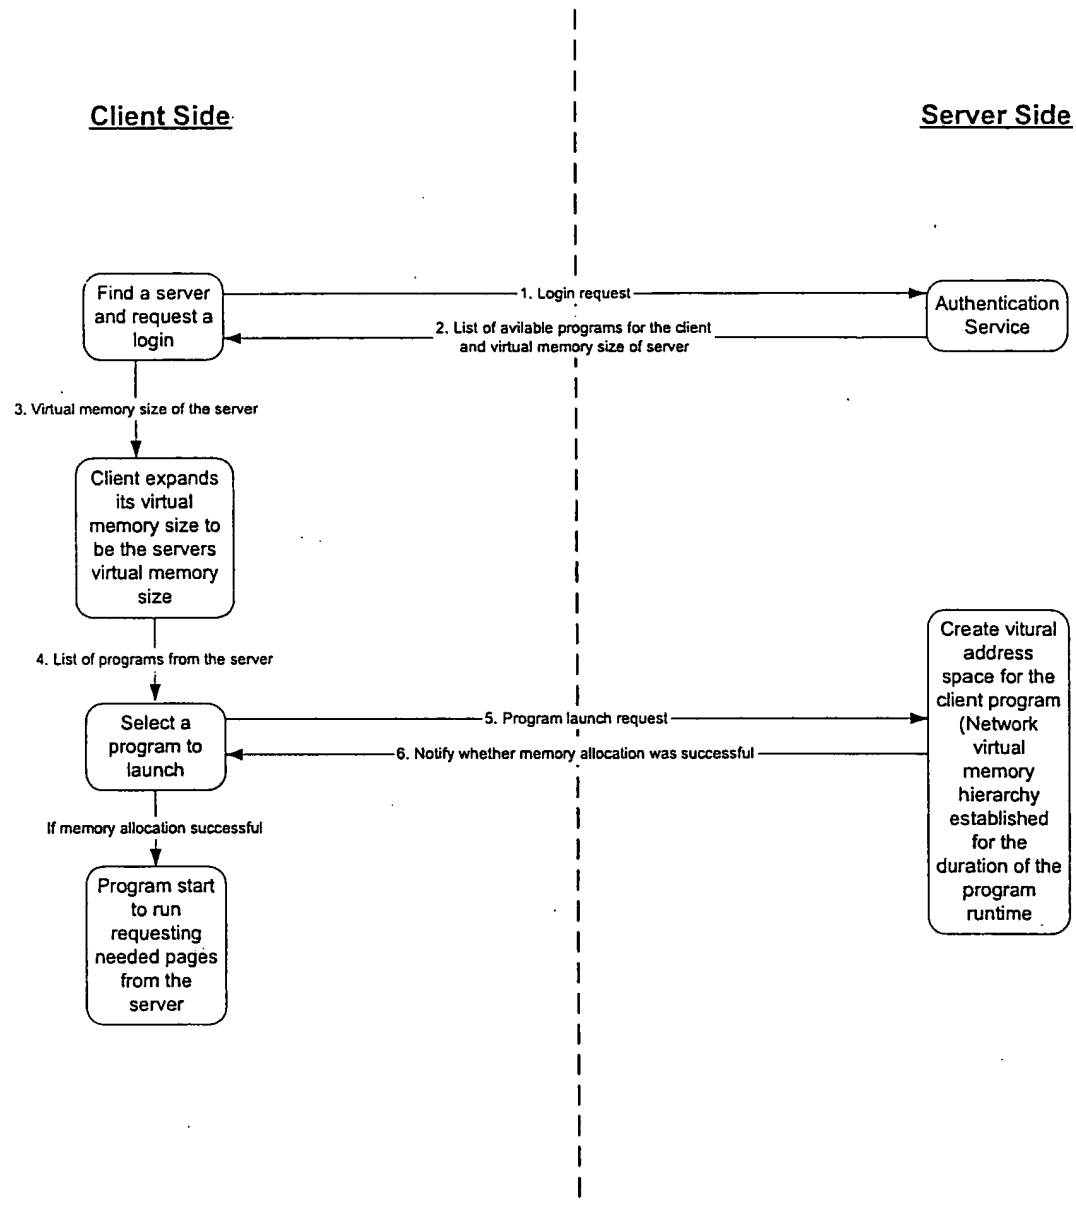 Client Side
Server Side
Find a server
and request a
login
1. Login request
Authentication
Service
2. List of avilable programs for the client
and virtual memory size of server
3. Virtual memory size of the server
Client expands
its virtual
memory size to
be the servers
virtual memory
size
4. List of programs from the server
Select a
program to
launch
5. Program launch request
6. Notify whether memory allocation was successful
Create vitural
address
space for the
client program
(Network
virtual
memory
hierarchy
established
for the
duration of the
program
runtime
If memory allocation successful
Program start
to run
requesting
needed pages
from the
server